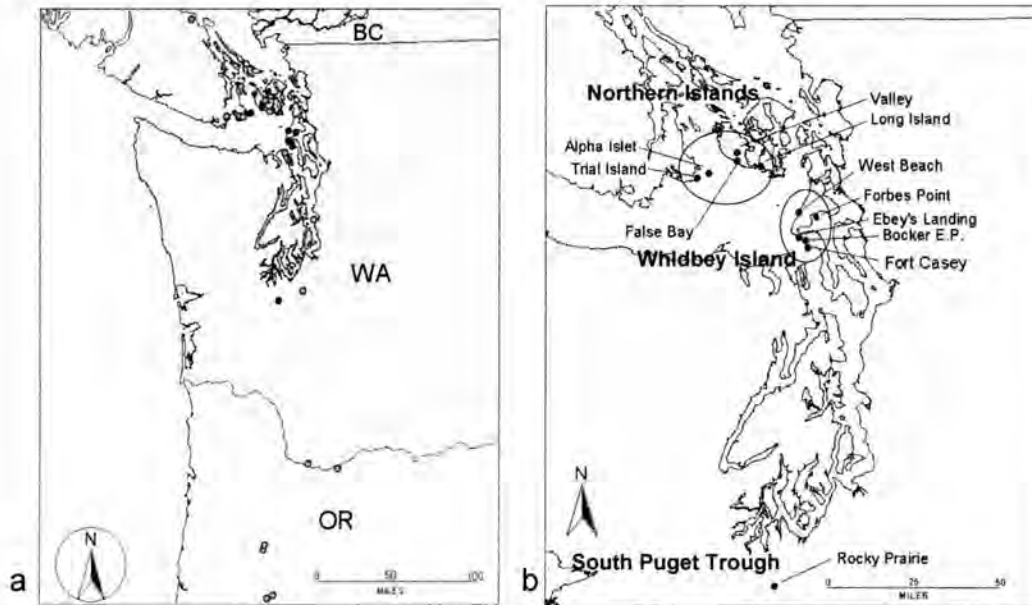 BC
WA
OR
N
0 50 100
MILES
a
Northern Islands
Valley
Long Island
Alpha Islet
Trial Island
West Beach
Forbes Point
False Bay
Ebey's Landing
Bocker E.P.
Whidbey Island
Fort Casey
N
South Puget Trough
Rocky Prairie
0 25 50
MILES
b